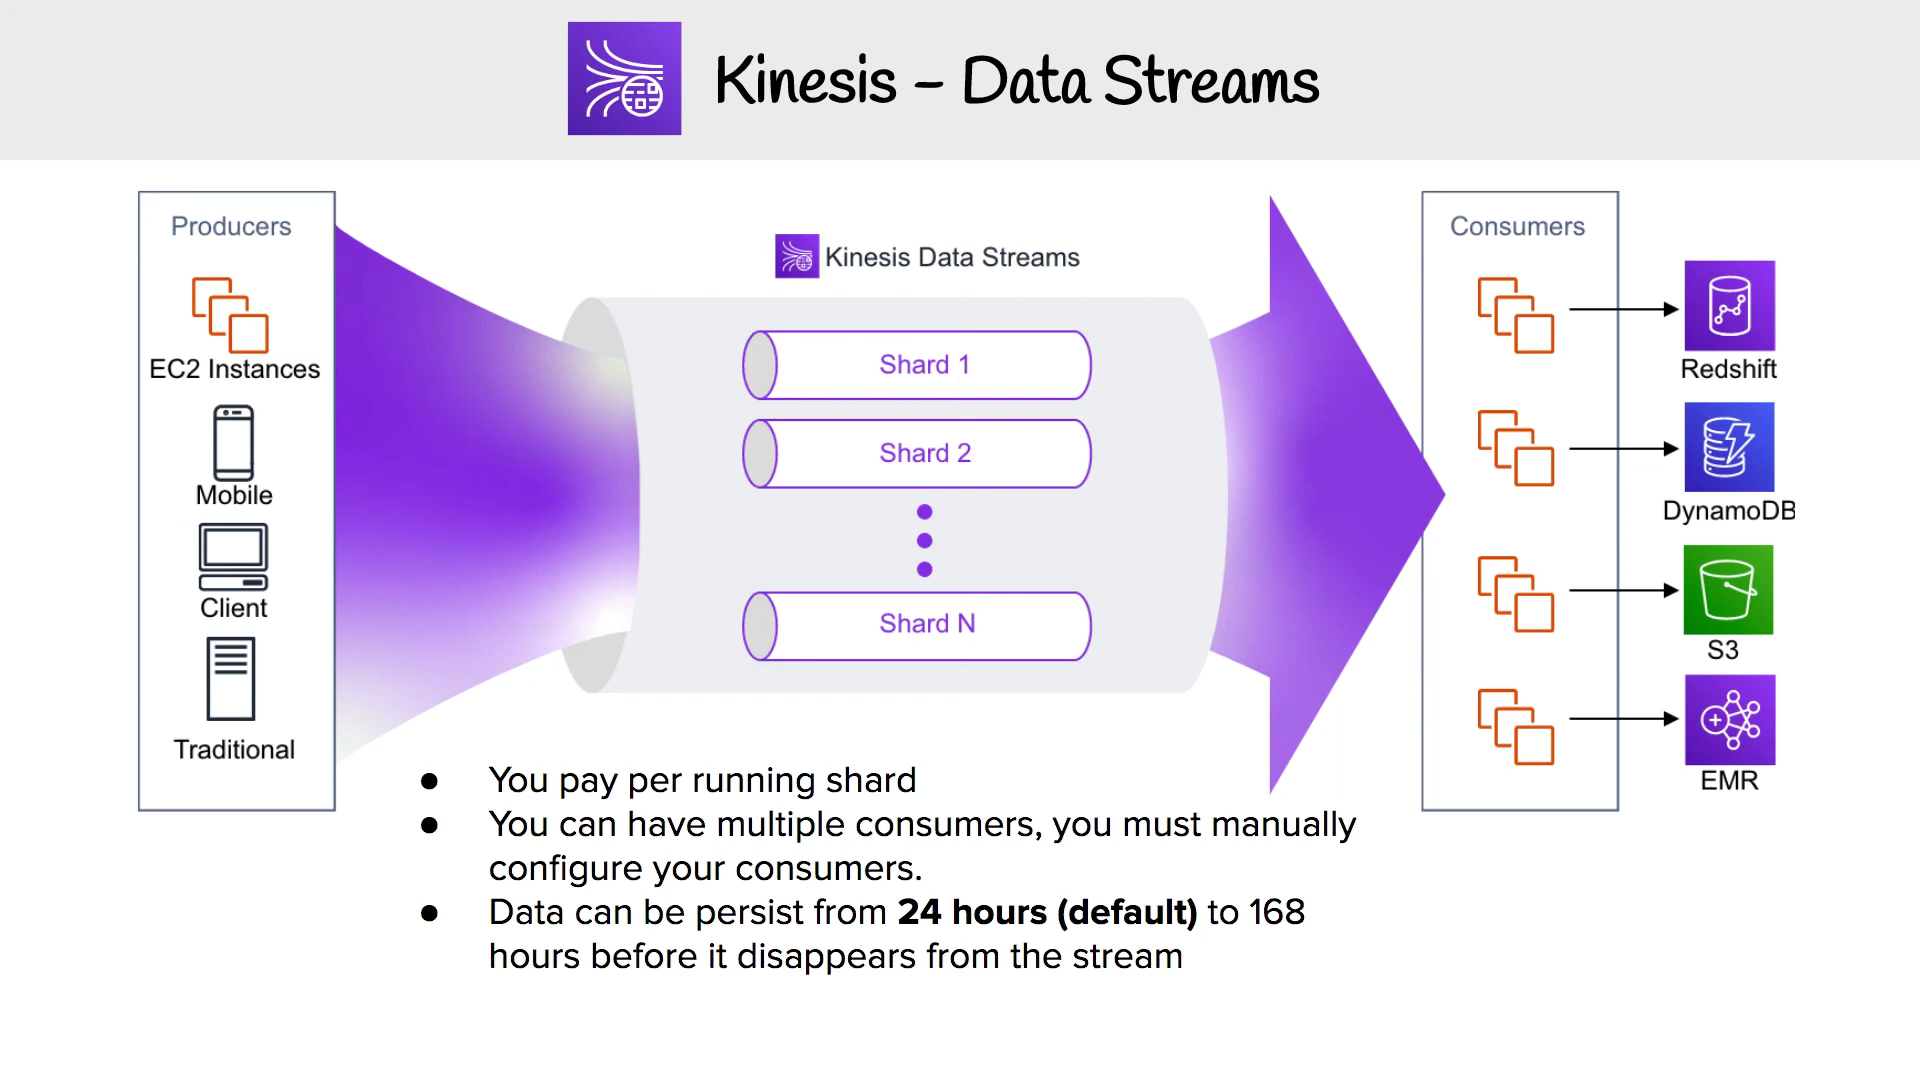 Kinesis – Data Streams
Producers
EC2 Instances
Mobile
Client
Traditional
Kinesis Data Streams
Shard 1
Shard 2
Shard N
Consumers
Redshift
DynamoDB
S3
EMR
● You pay per running shard
● You can have multiple consumers, you must manually
configure your consumers.
● Data can be persist from 24 hours (default) to 168
hours before it disappears from the stream